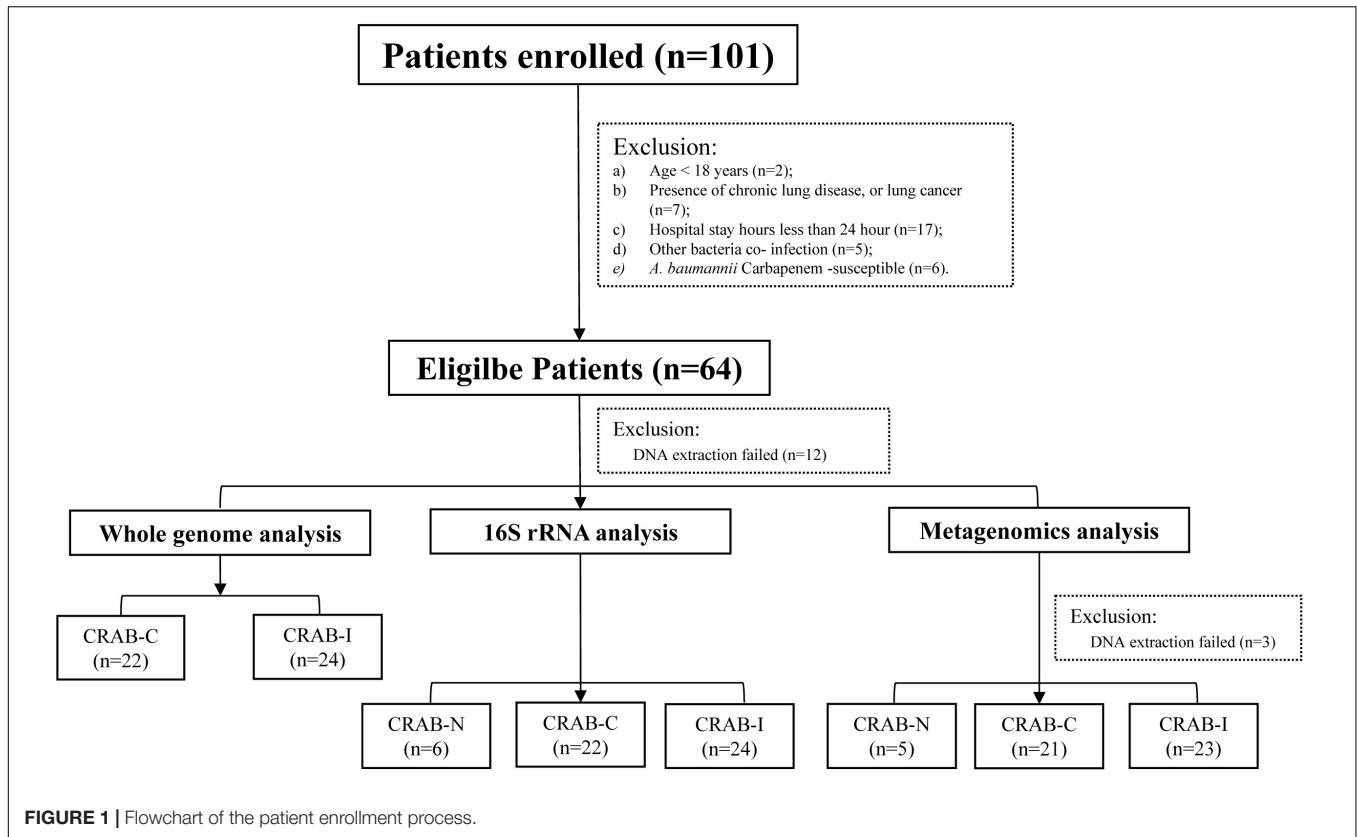 Patients enrolled (n=101)
Exclusion:
a) Age < 18 years (n=2);
b) Presence of chronic lung disease, or lung cancer
(n=7);
c) Hospital stay hours less than 24 hour (n=17);
d) Other bacteria co- infection (n=5);
e) A. baumannii Carbapenem -susceptible (n=6).
Eligilbe Patients (n=64)
Exclusion:
DNA extraction failed (n=12)
Whole genome analysis
16S rRNA analysis
Metagenomics analysis
Exclusion:
DNA extraction failed (n=3)
CRAB-C
(n=22)
CRAB-I
(n=24)
CRAB-N
(n=6)
CRAB-C
(n=22)
CRAB-I
(n=24)
CRAB-N
(n=5)
CRAB-C
(n=21)
CRAB-I
(n=23)
FIGURE 1 | Flowchart of the patient enrollment process.